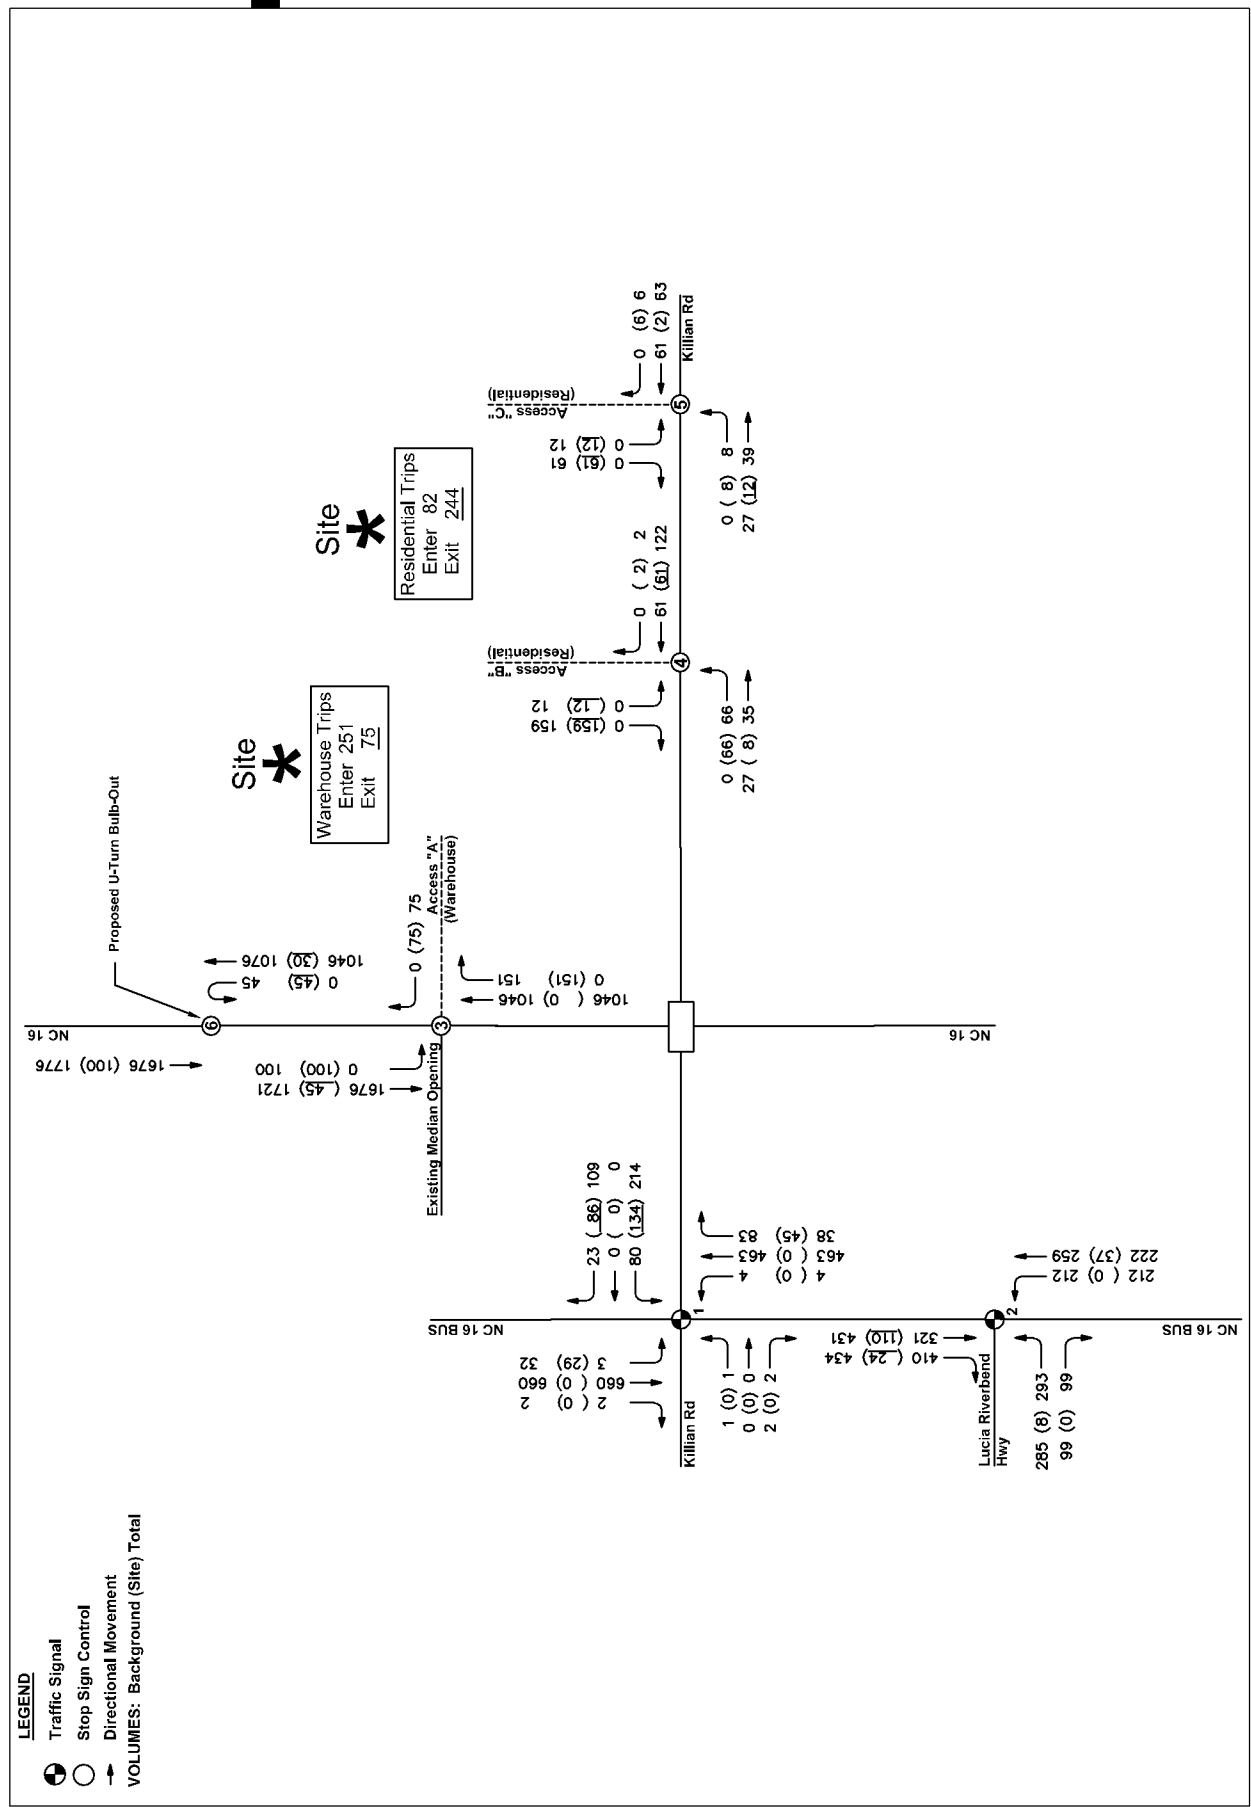 LEGEND
Traffic Signal
Stop Sign Control
Directional Movement
VOLUMES: Background (Site) Total
NC 16
6
Proposed U-Turn Bulb-Out
1676 (100) 1776
1046 (30) 1076
0 (45) 45
0 (100) 100
1676 (45) 1721
Existing Median Opening
3
0 (75) 75
Access "A"
(Warehouse)
0 (151) 151
1046 ( 0) 1046
NC 16
Site
Warehouse Trips
Enter 251
Exit 75
Site
Residential Trips
Enter 82
Exit 244
NC 16 BUS
23 ( 86) 109
0 ( 0) 0
80 (134) 214
3 (29) 32
660 ( 0) 660
2 ( 0) 2
Killian Rd
1
1 (0) 1
0 (0) 0
2 (0) 2
38 (45) 83
463 ( 0) 463
4 ( 0) 4
321 (110) 431
410 ( 24) 434
Lucia Riverbend
Hwy
2
285 (8) 293
99 (0) 99
222 (37) 259
212 ( 0) 212
NC 16 BUS
Access "B"
(Residential)
0 ( 12) 12
0 (159) 159
4
0 ( 2) 2
61 (61) 122
0 (66) 66
27 ( 8) 35
Access "C"
(Residential)
0 (12) 12
0 (61) 61
5
0 (6) 6
61 (2) 63
Killian Rd
0 ( 8) 8
27 (12) 39